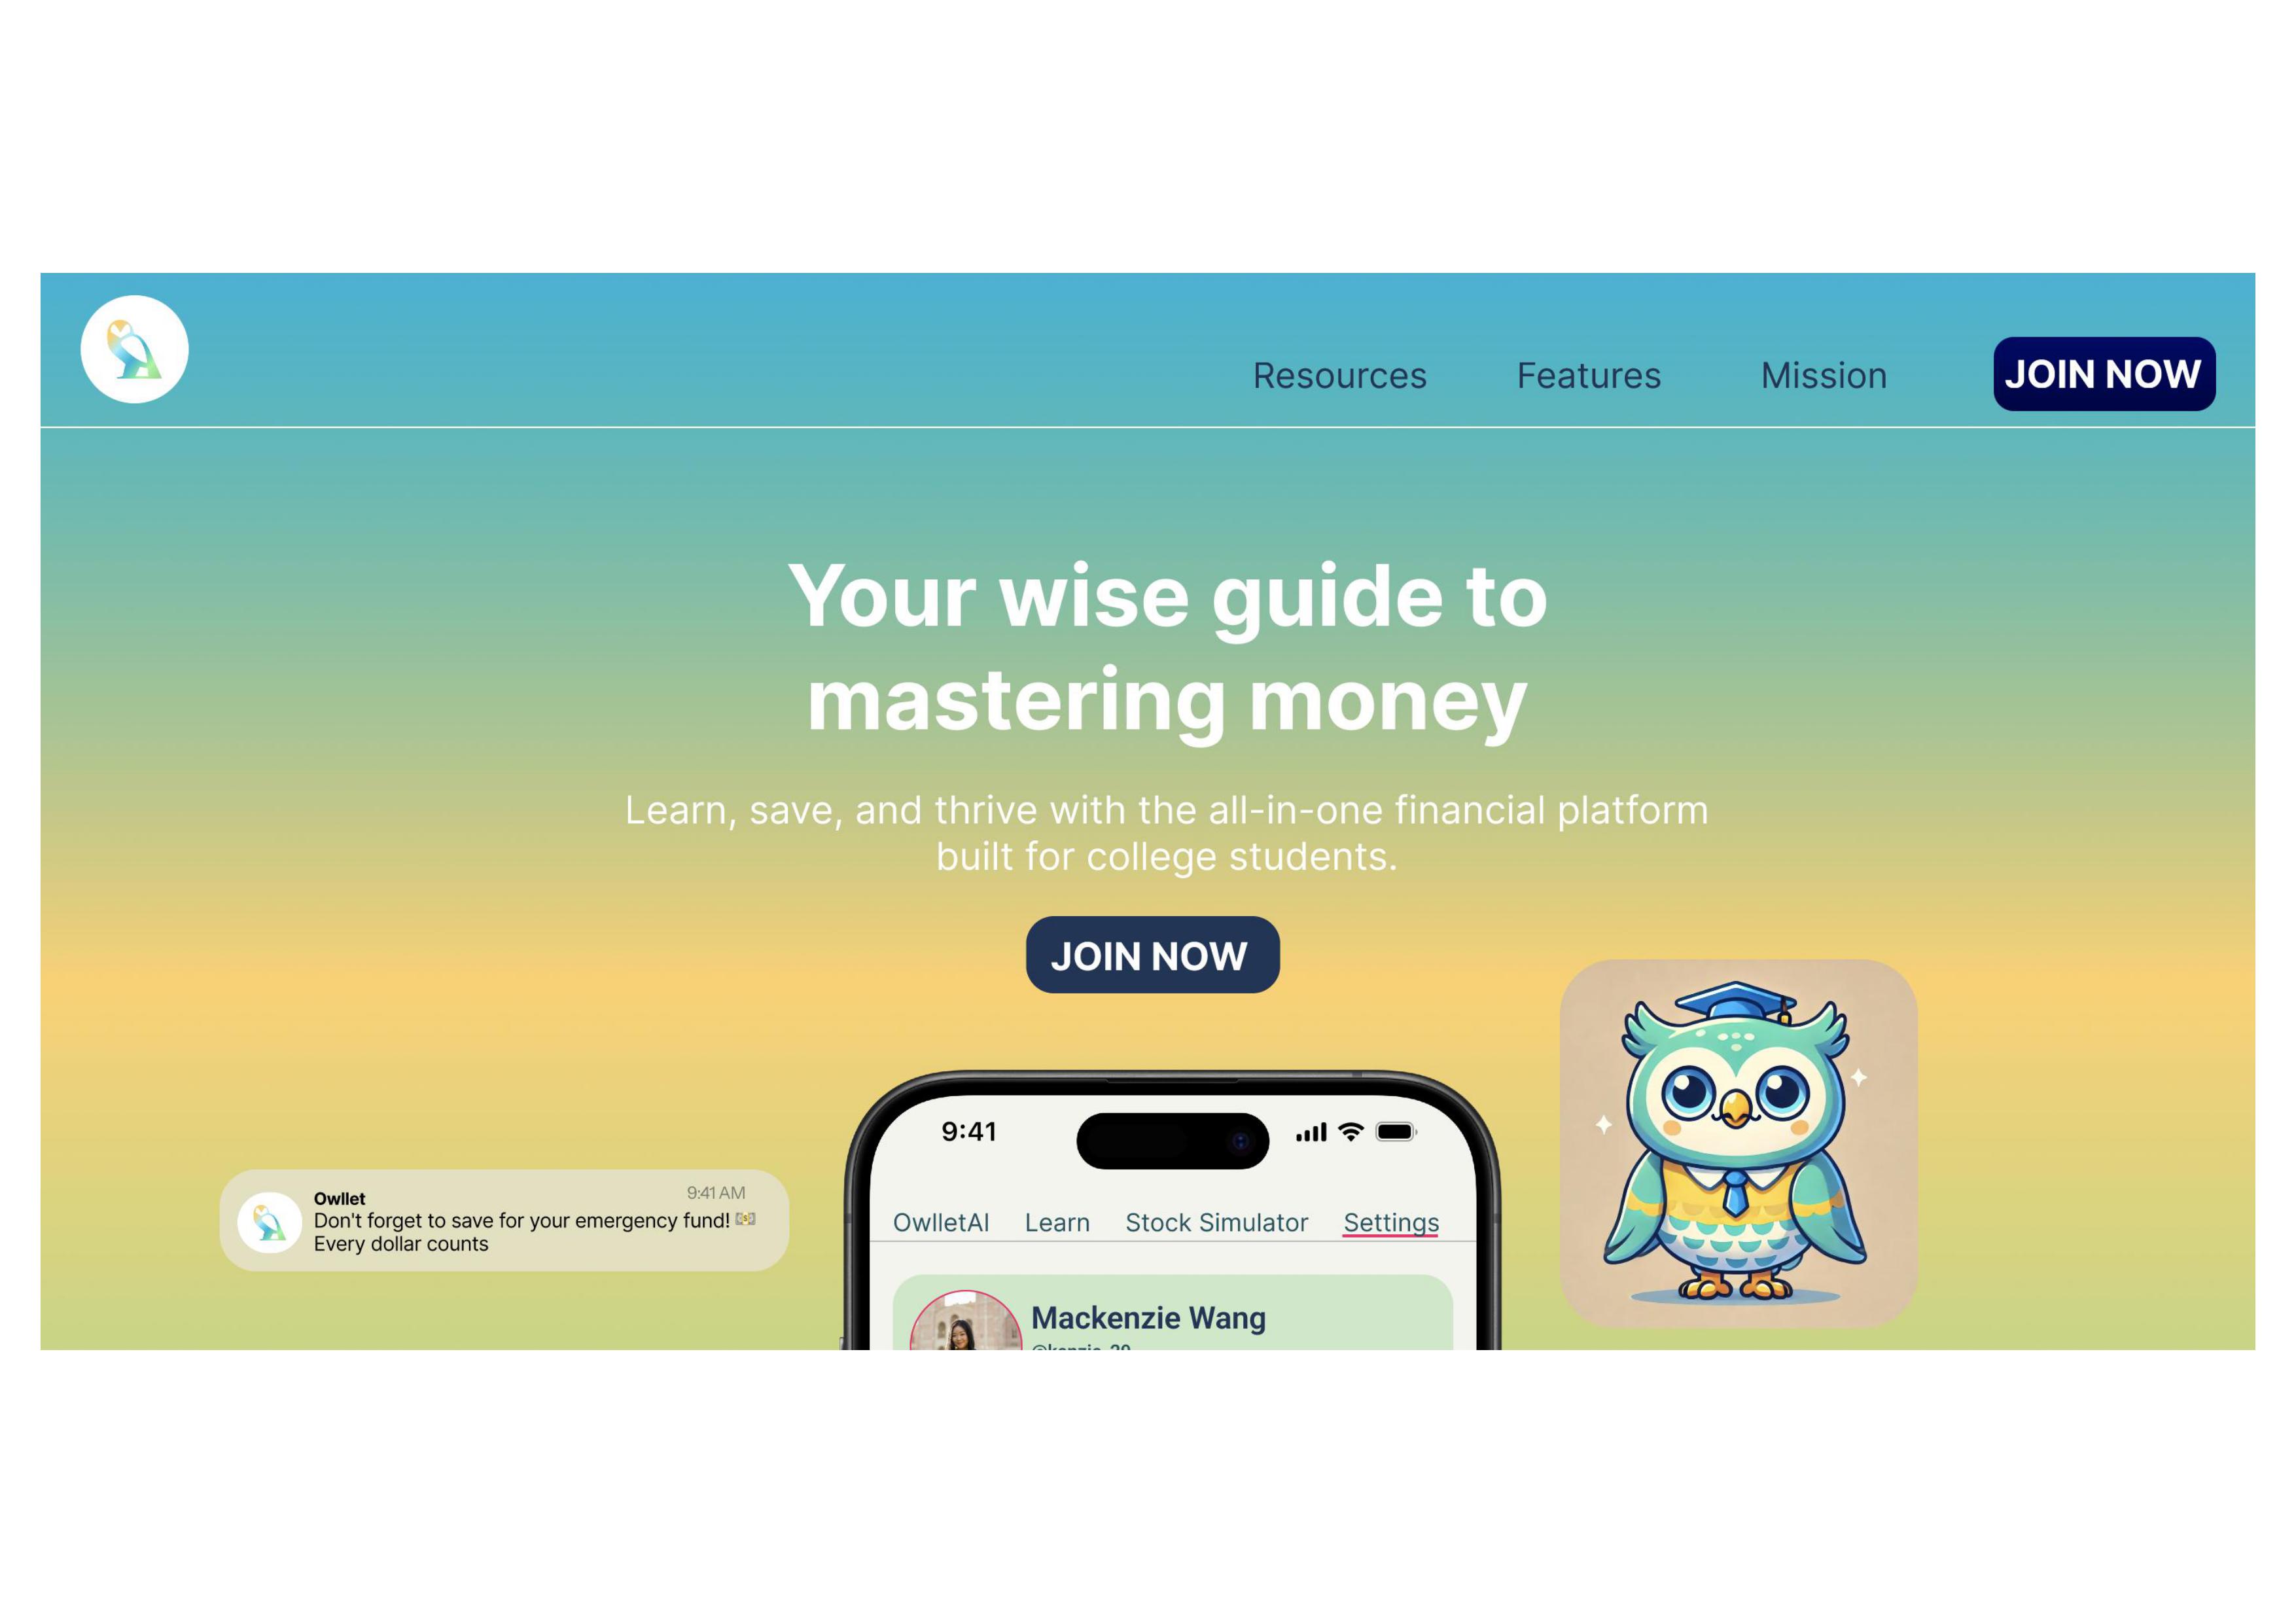 Resources Features Mission JOIN NOW
Your wise guide to
mastering money
Learn, save, and thrive with the all-in-one financial platform
built for college students.
JOIN NOW
9:41
Owllet 9:41 AM
Don't forget to save for your emergency fund! 💵
Every dollar counts
OwlletAI Learn Stock Simulator Settings
Mackenzie Wang